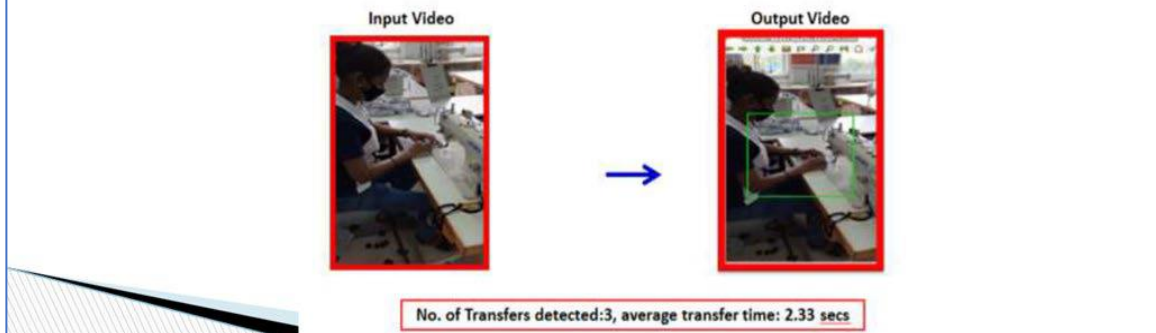 Input Video
Output Video
No. of Transfers detected:3, average transfer time: 2.33 secs